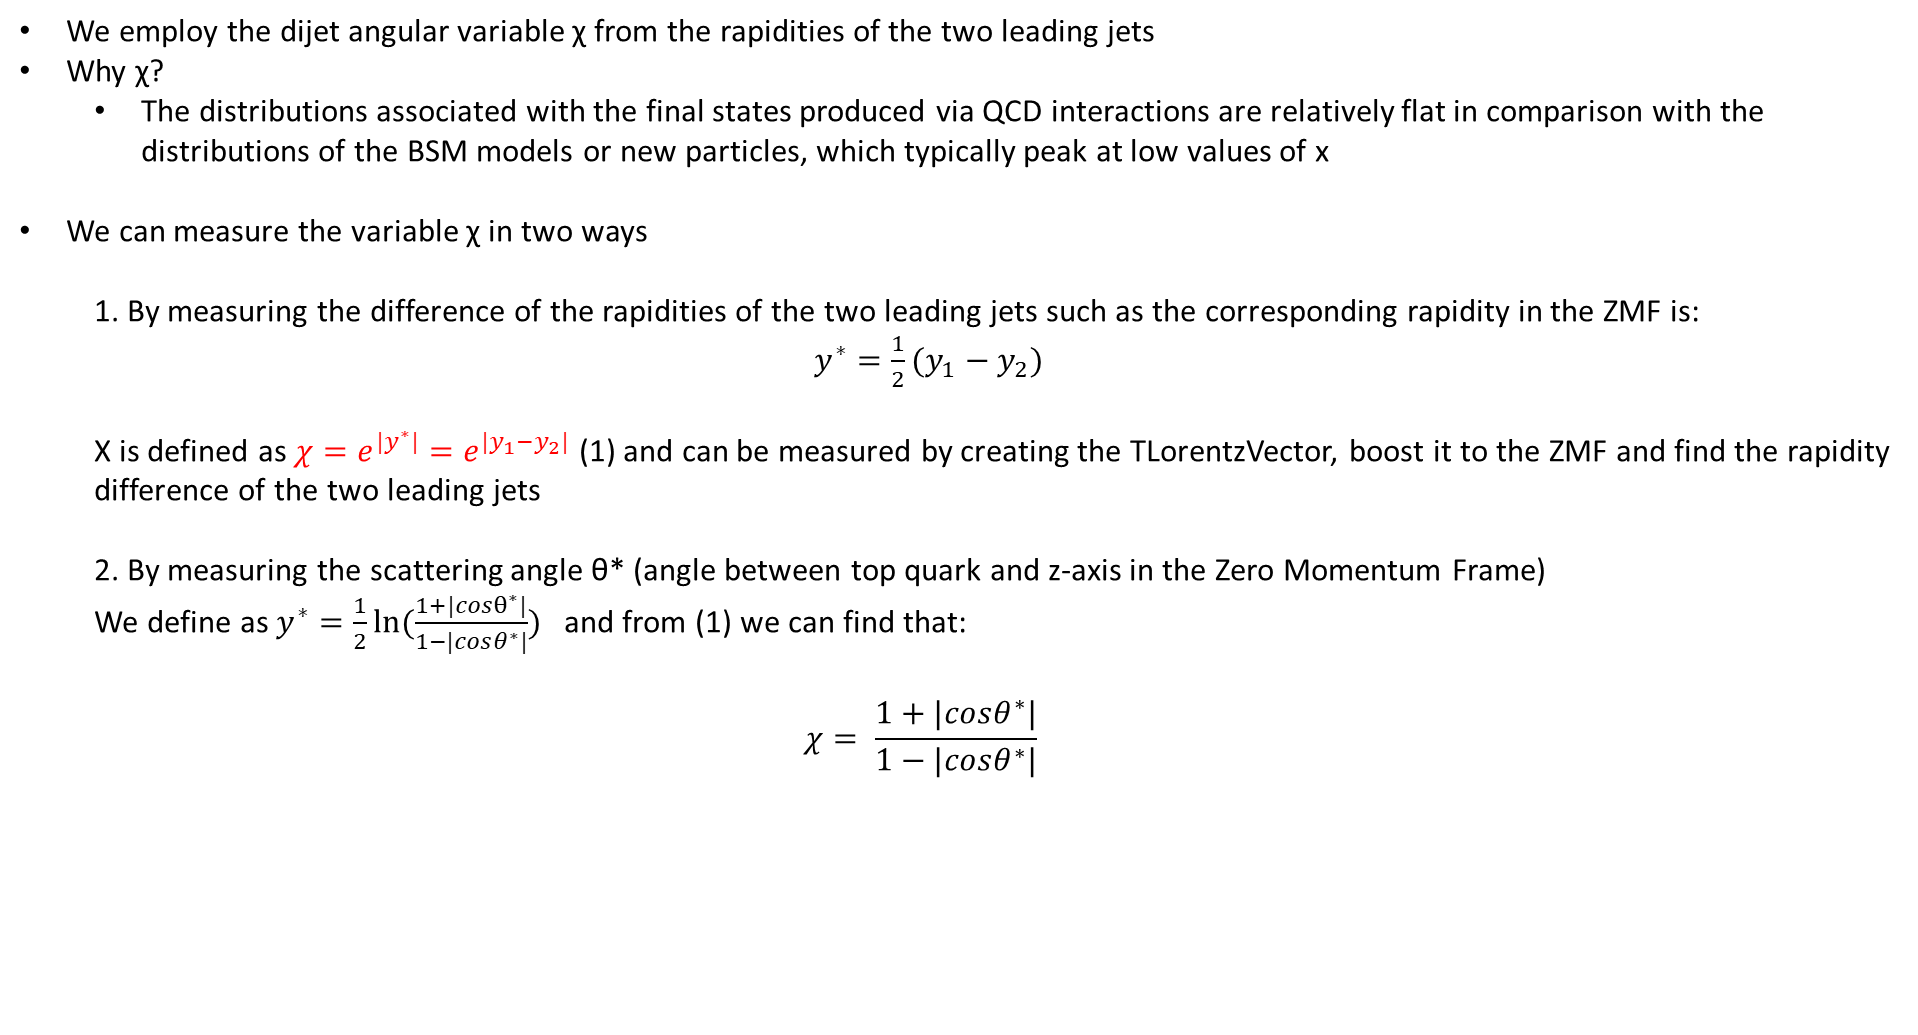 • We employ the dijet angular variable χ from the rapidities of the two leading jets
• Why χ?
• The distributions associated with the final states produced via QCD interactions are relatively flat in comparison with the
distributions of the BSM models or new particles, which typically peak at low values of x
• We can measure the variable χ in two ways
1. By measuring the difference of the rapidities of the two leading jets such as the corresponding rapidity in the ZMF is:
y* = 1/2 (y₁ − y₂)
X is defined as χ = e^|y*| = e^|y₁−y₂| (1) and can be measured by creating the TLorentzVector, boost it to the ZMF and find the rapidity
difference of the two leading jets
2. By measuring the scattering angle θ* (angle between top quark and z-axis in the Zero Momentum Frame)
We define as y* = 1/2 ln((1+|cosθ*|)/(1−|cosθ*|)) and from (1) we can find that:
χ = (1 + |cosθ*|)/(1 − |cosθ*|)